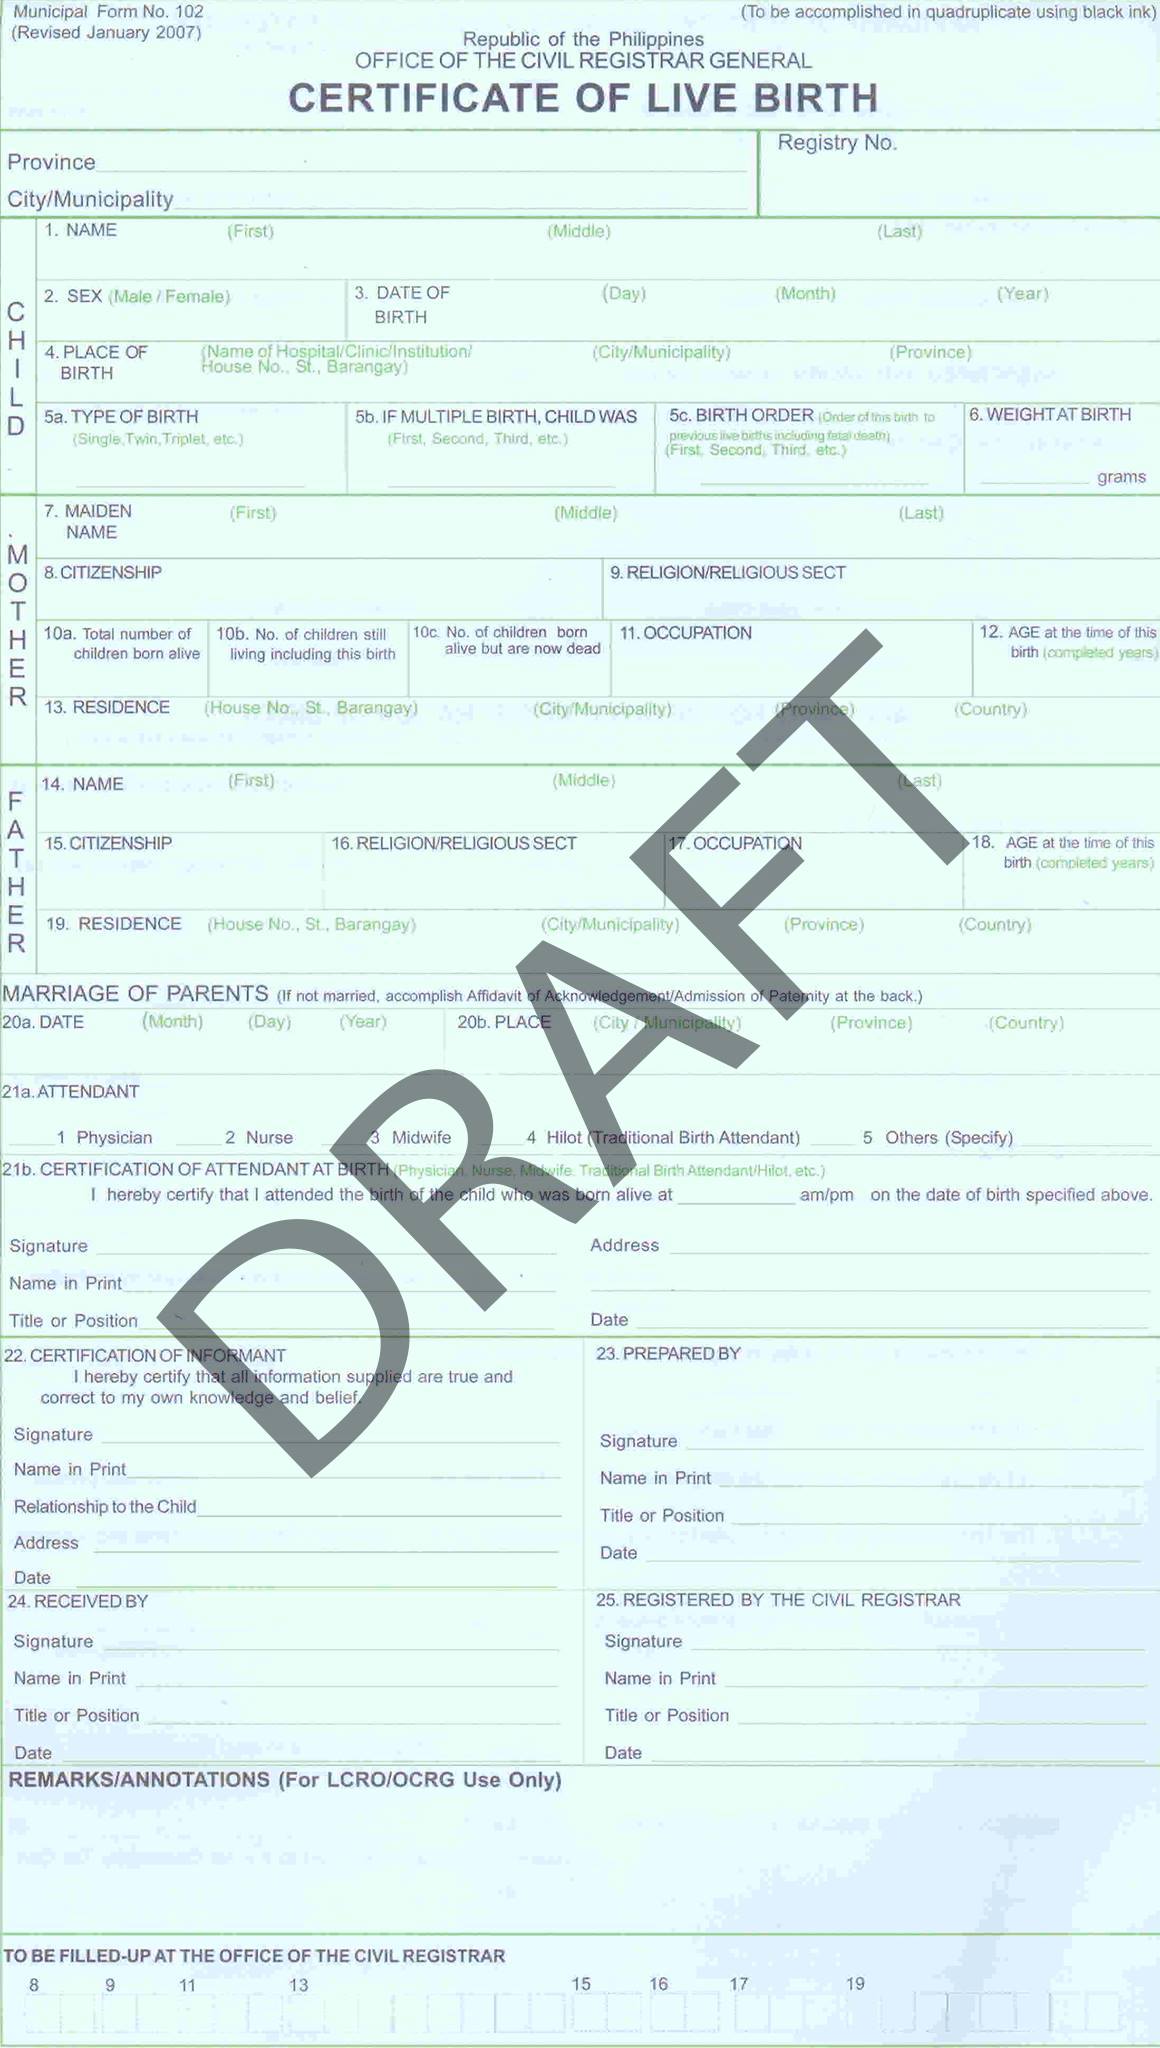 Municipal Form No. 102
(Revised January 2007)
(To be accomplished in quadruplicate using black ink)
Republic of the Philippines
OFFICE OF THE CIVIL REGISTRAR GENERAL
CERTIFICATE OF LIVE BIRTH
Province
City/Municipality
Registry No.
CHILD
1. NAME (First) (Middle) (Last)
2. SEX (Male / Female) 3. DATE OF BIRTH (Day) (Month) (Year)
4. PLACE OF BIRTH (Name of Hospital/Clinic/Institution/ House No., St., Barangay) (City/Municipality) (Province)
5a. TYPE OF BIRTH (Single, Twin, Triplet, etc.)
5b. IF MULTIPLE BIRTH, CHILD WAS (First, Second, Third, etc.)
5c. BIRTH ORDER (Order of this birth to previous live births including fetal death) (First, Second, Third, etc.)
6. WEIGHT AT BIRTH grams
MOTHER
7. MAIDEN NAME (First) (Middle) (Last)
8. CITIZENSHIP 9. RELIGION/RELIGIOUS SECT
10a. Total number of children born alive
10b. No. of children still living including this birth
10c. No. of children born alive but are now dead
11. OCCUPATION
12. AGE at the time of this birth (completed years)
13. RESIDENCE (House No., St., Barangay) (City/Municipality) (Province) (Country)
FATHER
14. NAME (First) (Middle) (Last)
15. CITIZENSHIP 16. RELIGION/RELIGIOUS SECT 17. OCCUPATION 18. AGE at the time of this birth (completed years)
19. RESIDENCE (House No., St., Barangay) (City/Municipality) (Province) (Country)
MARRIAGE OF PARENTS (If not married, accomplish Affidavit of Acknowledgement/Admission of Paternity at the back.)
20a. DATE (Month) (Day) (Year) 20b. PLACE (City / Municipality) (Province) (Country)
21a. ATTENDANT
1 Physician 2 Nurse 3 Midwife 4 Hilot (Traditional Birth Attendant) 5 Others (Specify)
21b. CERTIFICATION OF ATTENDANT AT BIRTH (Physician, Nurse, Midwife, Traditional Birth Attendant/Hilot, etc.)
I hereby certify that I attended the birth of the child who was born alive at am/pm on the date of birth specified above.
Signature Address
Name in Print
Title or Position Date
22. CERTIFICATION OF INFORMANT
I hereby certify that all information supplied are true and
correct to my own knowledge and belief.
Signature
Name in Print
Relationship to the Child
Address
Date
23. PREPARED BY
Signature
Name in Print
Title or Position
Date
24. RECEIVED BY
Signature
Name in Print
Title or Position
Date
25. REGISTERED BY THE CIVIL REGISTRAR
Signature
Name in Print
Title or Position
Date
REMARKS/ANNOTATIONS (For LCRO/OCRG Use Only)
TO BE FILLED-UP AT THE OFFICE OF THE CIVIL REGISTRAR
8 9 11 13 15 16 17 19
DRAFT